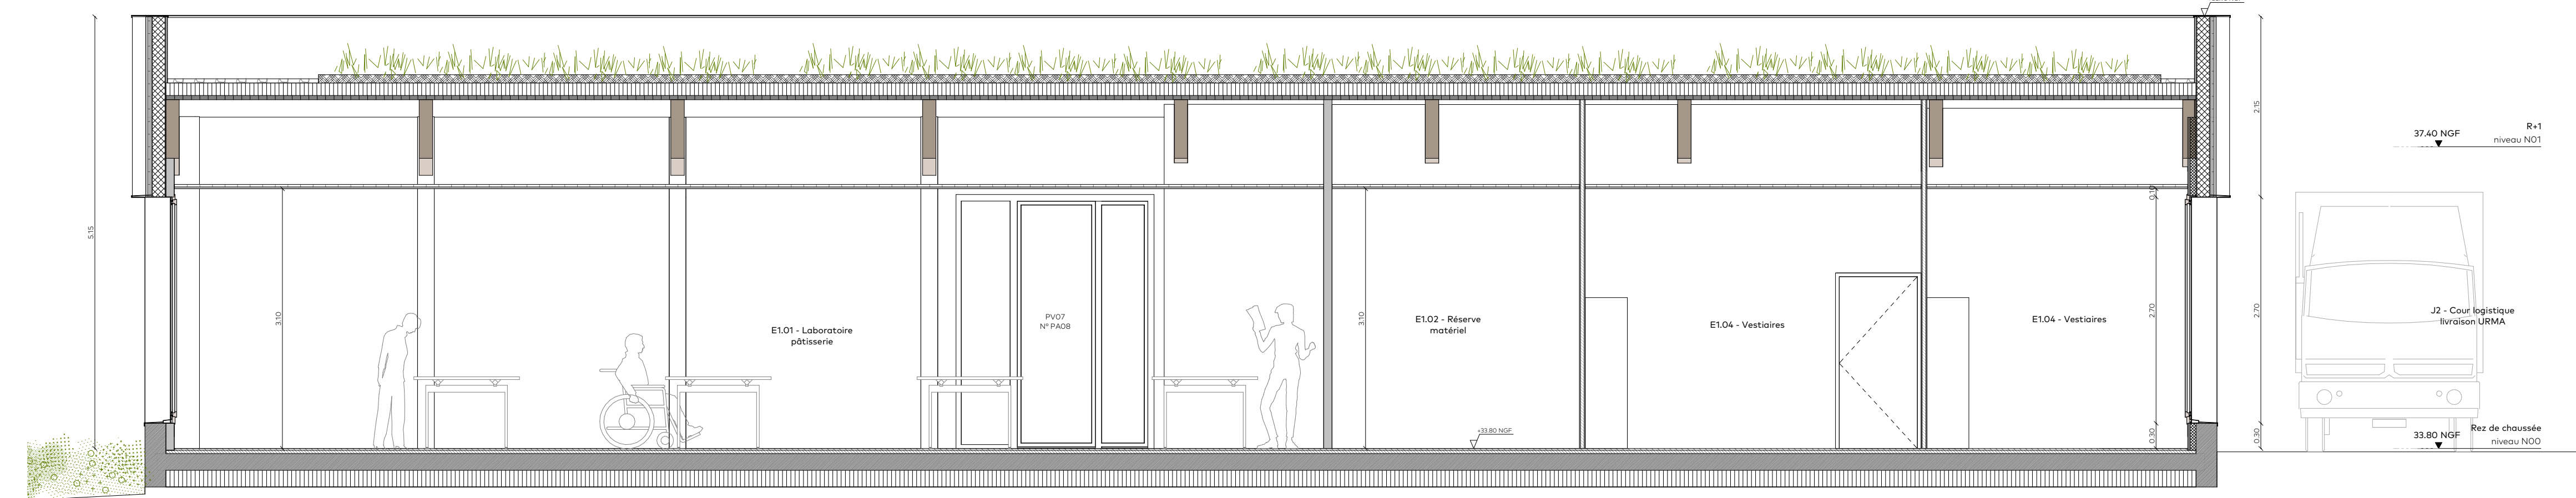 5.15
3.10
E1.01 - Laboratoire
pâtisserie
PV07
N° PA08
3.10
E1.02 - Réserve
matériel
+33.80 NGF
E1.04 - Vestiaires
E1.04 - Vestiaires
0.10
2.70
0.30
2.15
2.70
0.30
37.40 NGF
R+1
niveau N01
J2 - Cour logistique
livraison URMA
33.80 NGF
Rez de chaussée
niveau N00